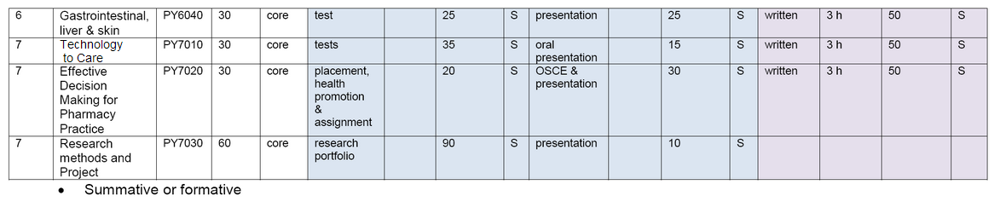 6 Gastrointestinal, PY6040 30 core test 25 S presentation 25 S written 3 h 50 S
liver & skin
7 Technology PY7010 30 core tests 35 S oral 15 S written 3 h 50 S
to Care presentation
7 Effective PY7020 30 core placement, 20 S OSCE & 30 S written 3 h 50 S
Decision health presentation
Making for promotion
Pharmacy &
Practice assignment
7 Research PY7030 60 core research 90 S presentation 10 S
methods and portfolio
Project
• Summative or formative